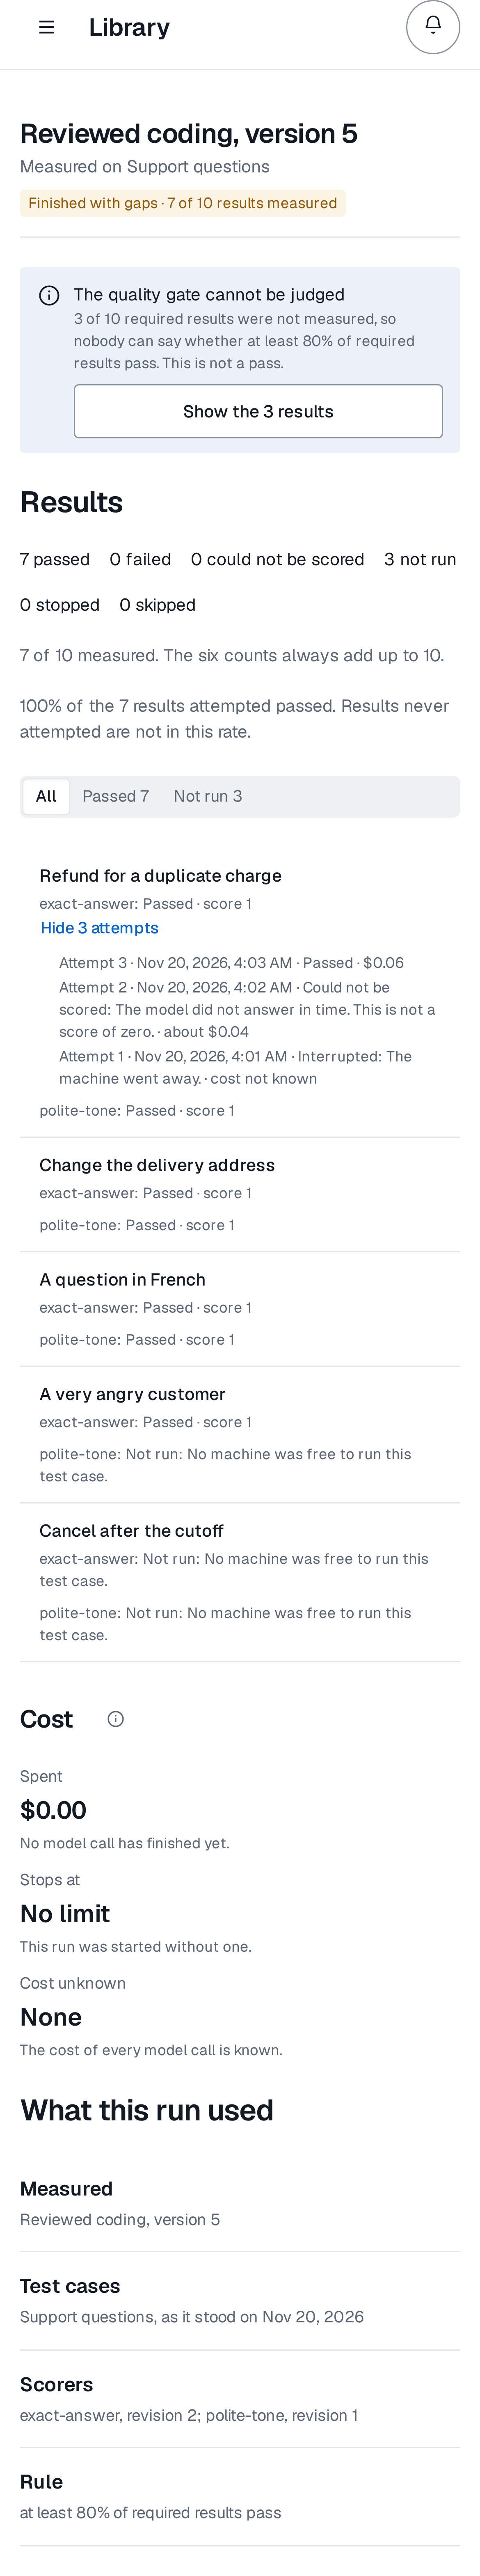 Library
Reviewed coding, version 5
Measured on Support questions
Finished with gaps · 7 of 10 results measured
The quality gate cannot be judged
3 of 10 required results were not measured, so
nobody can say whether at least 80% of required
results pass. This is not a pass.
Show the 3 results
Results
7 passed 0 failed 0 could not be scored 3 not run
0 stopped 0 skipped
7 of 10 measured. The six counts always add up to 10.
100% of the 7 results attempted passed. Results never
attempted are not in this rate.
All Passed 7 Not run 3
Refund for a duplicate charge
exact-answer: Passed · score 1
Hide 3 attempts
Attempt 3 · Nov 20, 2026, 4:03 AM · Passed · $0.06
Attempt 2 · Nov 20, 2026, 4:02 AM · Could not be
scored: The model did not answer in time. This is not a
score of zero. · about $0.04
Attempt 1 · Nov 20, 2026, 4:01 AM · Interrupted: The
machine went away. · cost not known
polite-tone: Passed · score 1
Change the delivery address
exact-answer: Passed · score 1
polite-tone: Passed · score 1
A question in French
exact-answer: Passed · score 1
polite-tone: Passed · score 1
A very angry customer
exact-answer: Passed · score 1
polite-tone: Not run: No machine was free to run this
test case.
Cancel after the cutoff
exact-answer: Not run: No machine was free to run this
test case.
polite-tone: Not run: No machine was free to run this
test case.
Cost
Spent
$0.00
No model call has finished yet.
Stops at
No limit
This run was started without one.
Cost unknown
None
The cost of every model call is known.
What this run used
Measured
Reviewed coding, version 5
Test cases
Support questions, as it stood on Nov 20, 2026
Scorers
exact-answer, revision 2; polite-tone, revision 1
Rule
at least 80% of required results pass